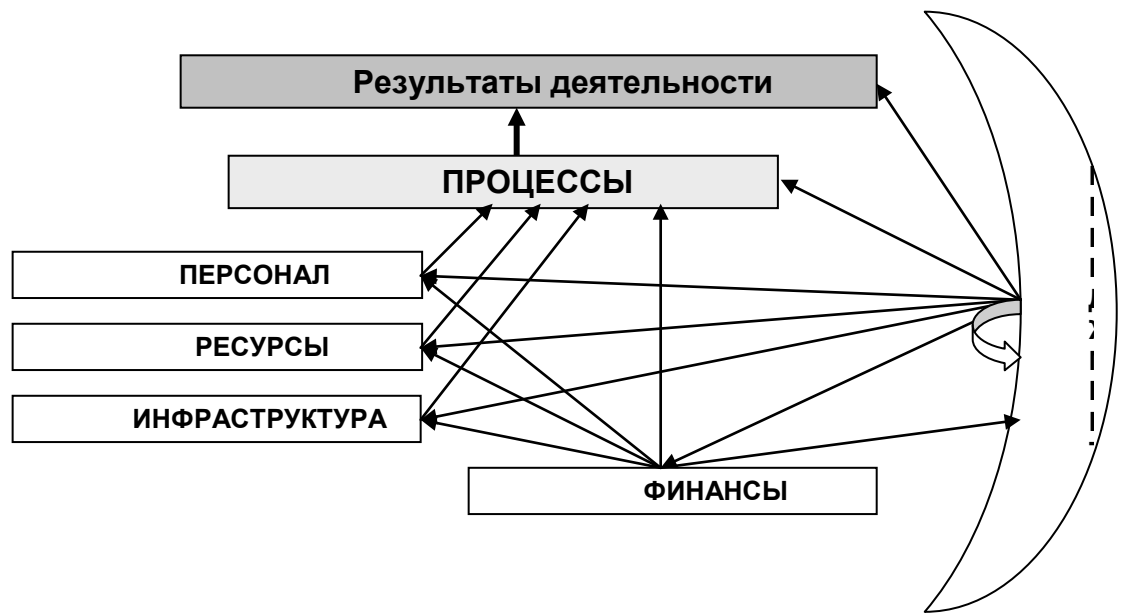 Результаты деятельности
ПРОЦЕССЫ
ПЕРСОНАЛ
РЕСУРСЫ
ИНФРАСТРУКТУРА
ФИНАНСЫ